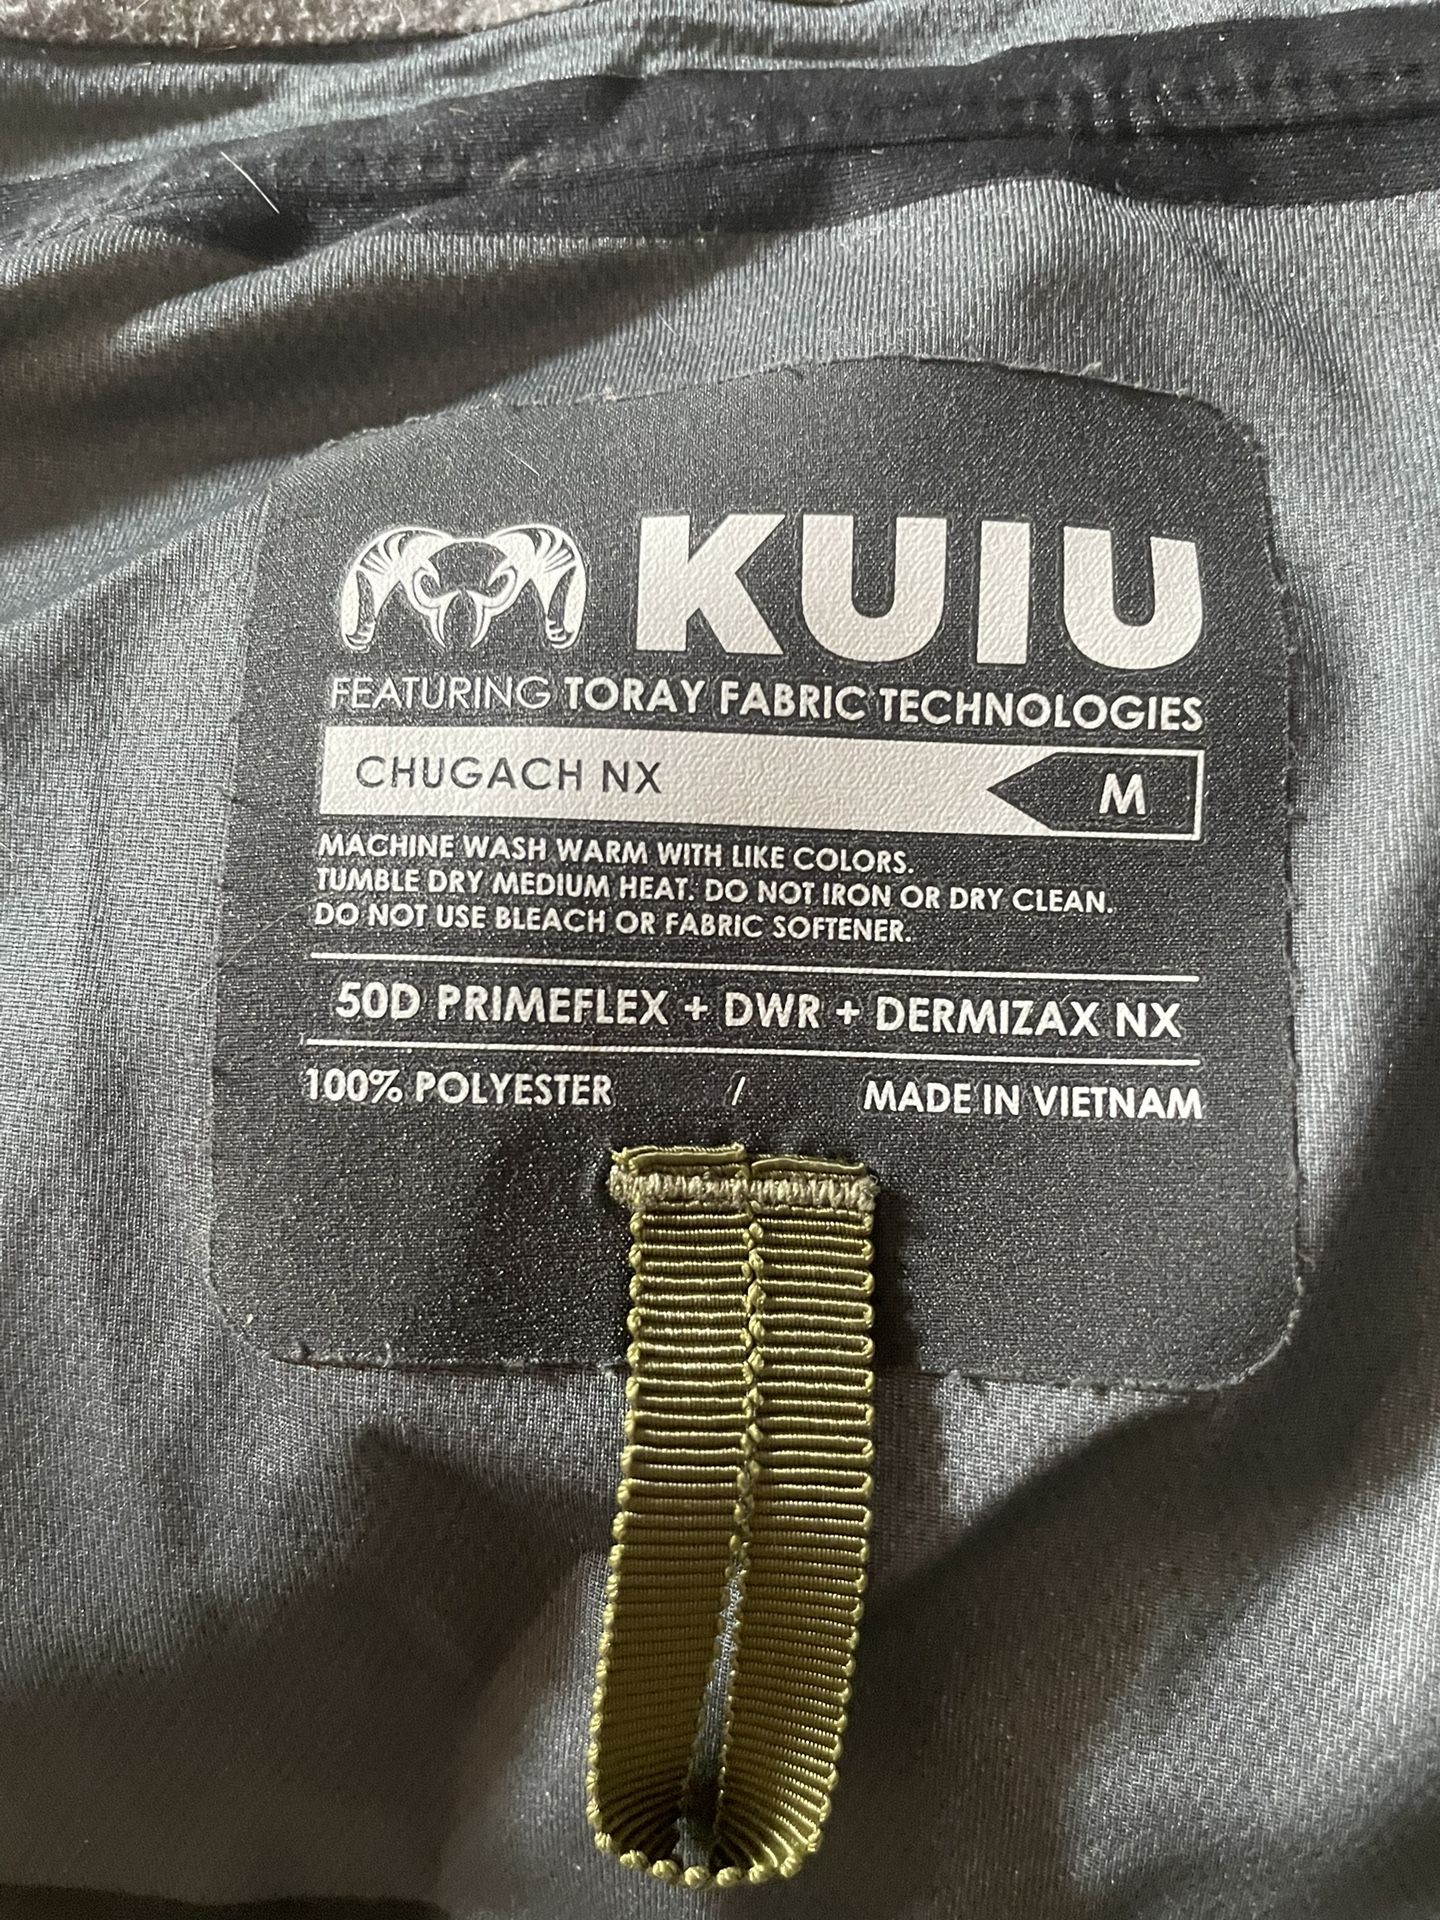 KUIU
FEATURING TORAY FABRIC TECHNOLOGIES
CHUGACH NX M
MACHINE WASH WARM WITH LIKE COLORS.
TUMBLE DRY MEDIUM HEAT. DO NOT IRON OR DRY CLEAN.
DO NOT USE BLEACH OR FABRIC SOFTENER.
50D PRIMEFLEX + DWR + DERMIZAX NX
100% POLYESTER / MADE IN VIETNAM